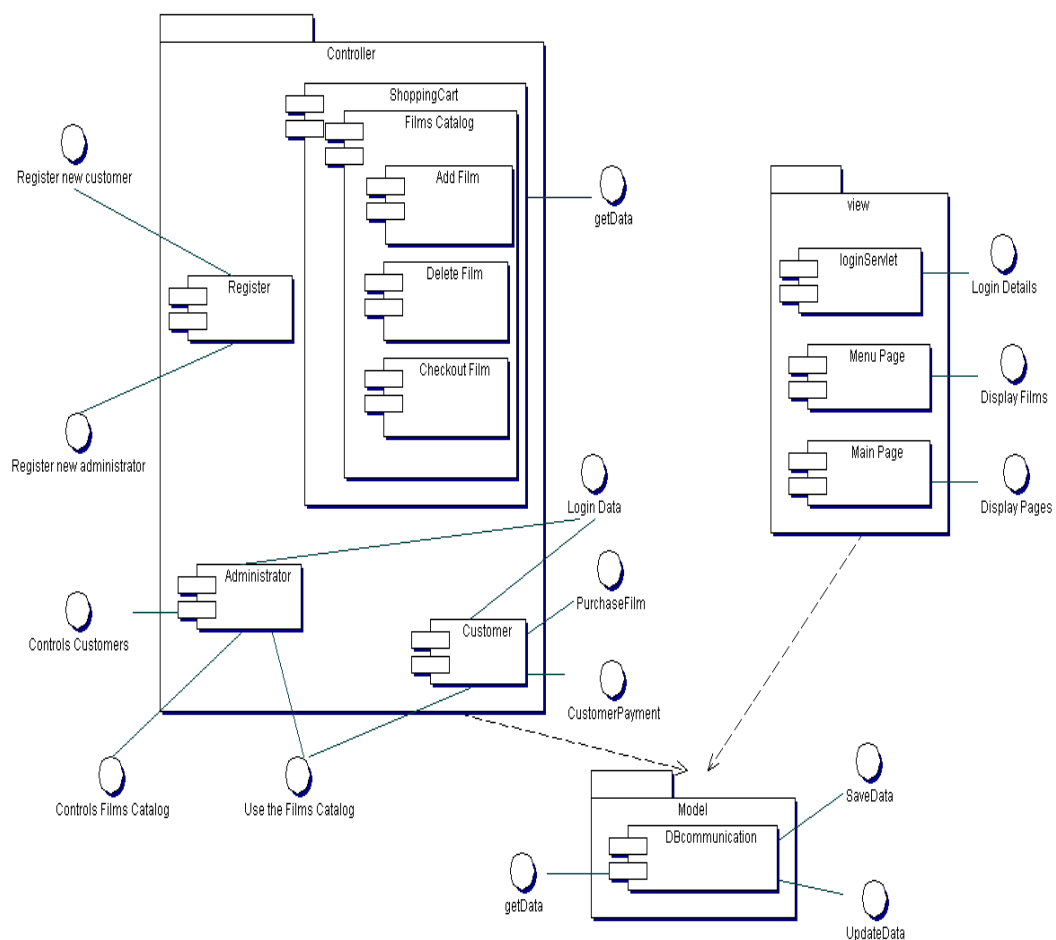 Controller
ShoppingCart
Films Catalog
Register new customer
Add Film
getData
view
loginServlet
Login Details
Delete Film
Register
Menu Page
Checkout Film
Display Films
Main Page
Register new administrator
Login Data
Display Pages
Administrator
PurchaseFilm
Customer
Controls Customers
CustomerPayment
Controls Films Catalog
Use the Films Catalog
SaveData
Model
DBcommunication
getData
UpdateData